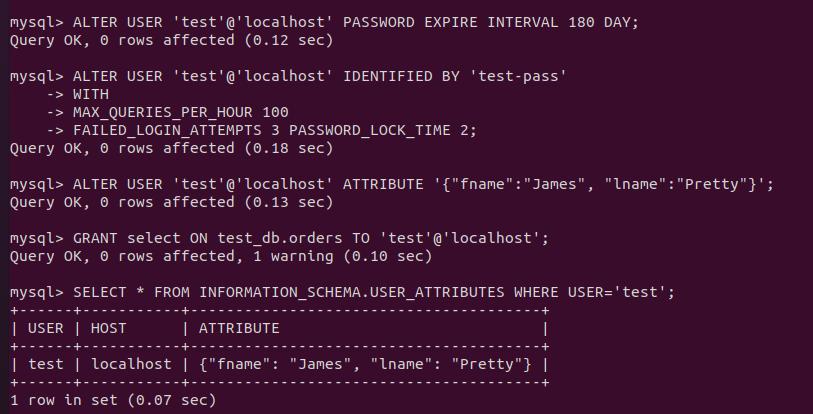 mysql> ALTER USER 'test'@'localhost' PASSWORD EXPIRE INTERVAL 180 DAY;
Query OK, 0 rows affected (0.12 sec)

mysql> ALTER USER 'test'@'localhost' IDENTIFIED BY 'test-pass'
    -> WITH
    -> MAX_QUERIES_PER_HOUR 100
    -> FAILED_LOGIN_ATTEMPTS 3 PASSWORD_LOCK_TIME 2;
Query OK, 0 rows affected (0.18 sec)

mysql> ALTER USER 'test'@'localhost' ATTRIBUTE '{"fname":"James", "lname":"Pretty"}';
Query OK, 0 rows affected (0.13 sec)

mysql> GRANT select ON test_db.orders TO 'test'@'localhost';
Query OK, 0 rows affected, 1 warning (0.10 sec)

mysql> SELECT * FROM INFORMATION_SCHEMA.USER_ATTRIBUTES WHERE USER='test';
+------+-----------+---------------------------------------+
| USER | HOST      | ATTRIBUTE                             |
+------+-----------+---------------------------------------+
| test | localhost | {"fname": "James", "lname": "Pretty"} |
+------+-----------+---------------------------------------+
1 row in set (0.07 sec)